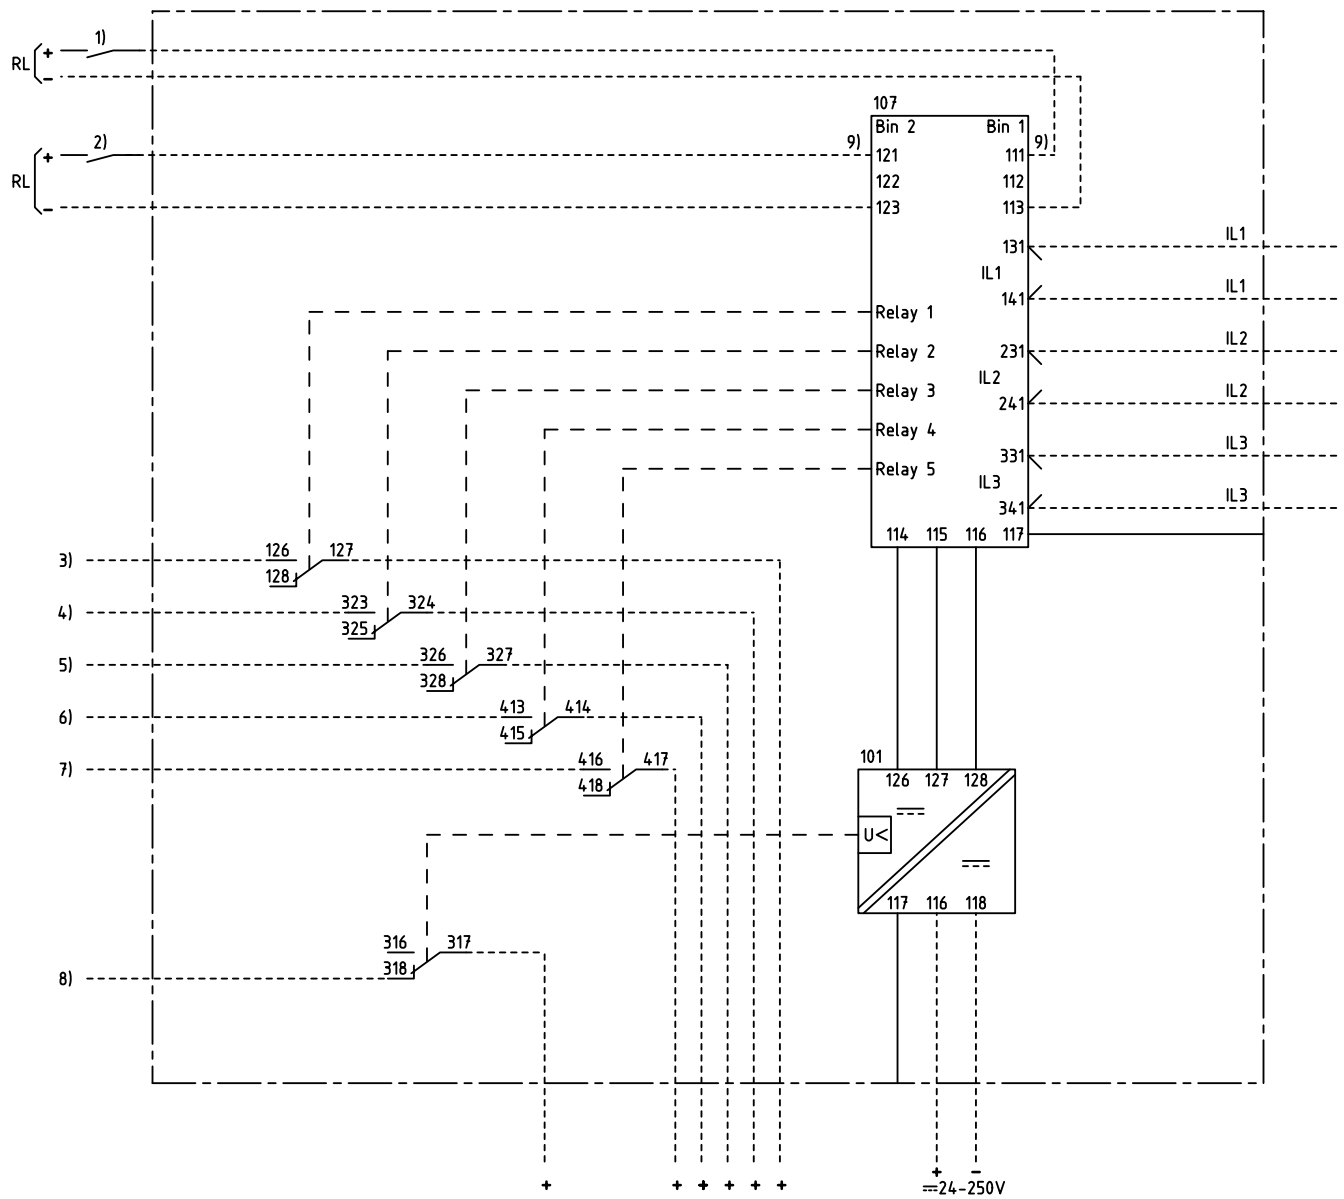 1)
RL + -
107
Bin 2 Bin 1
2) 9) 121 111 9)
RL + -
122 112
123 113
131 IL1
IL1
141 IL1
Relay 1
Relay 2 231 IL2
IL2
Relay 3 241 IL2
Relay 4
331 IL3
Relay 5
IL3
341 IL3
114 115 116 117
3) 126 127
128
4) 323 324
325
5) 326 327
328
6) 413 414
415
7) 416 417
418
101
126 127 128
U<
117 116 118
316 317
8) 318
+ -
+ + + + + + 24-250V